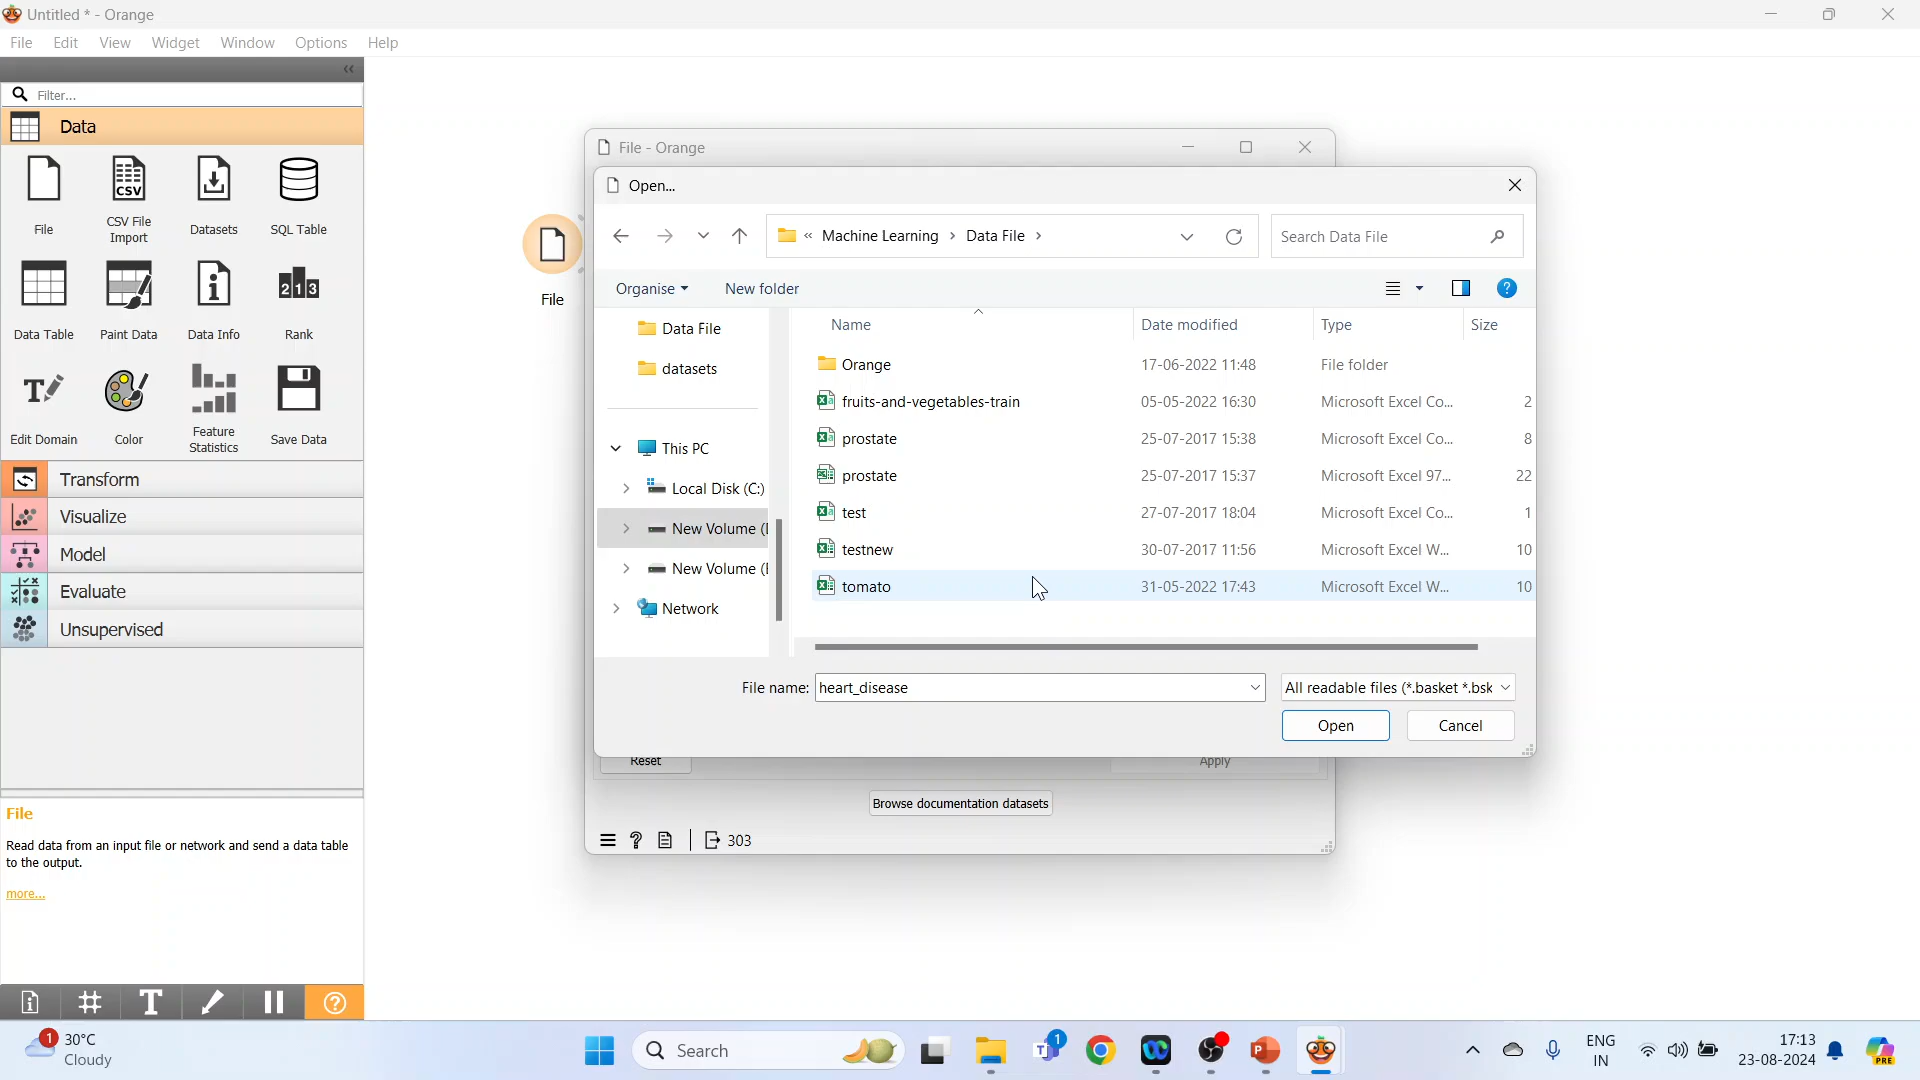 Untitled * - Orange
File Edit View Widget Window Options Help
Filter...
Data
File
CSV File Import
Datasets
SQL Table
Data Table
Paint Data
Data Info
Rank
Edit Domain
Color
Feature Statistics
Save Data
Transform
Visualize
Model
Evaluate
Unsupervised
File
Read data from an input file or network and send a data table
to the output.
more...
File
File - Orange
Open...
« Machine Learning › Data File ›
Search Data File
Organise
New folder
Data File
datasets
This PC
Local Disk (C:)
New Volume (
New Volume (
Network
Name Date modified Type Size
Orange 17-06-2022 11:48 File folder
fruits-and-vegetables-train 05-05-2022 16:30 Microsoft Excel Co... 2
prostate 25-07-2017 15:38 Microsoft Excel Co... 8
prostate 25-07-2017 15:37 Microsoft Excel 97... 22
test 27-07-2017 18:04 Microsoft Excel Co... 1
testnew 30-07-2017 11:56 Microsoft Excel W... 10
tomato 31-05-2022 17:43 Microsoft Excel W... 10
File name: heart_disease All readable files (*.basket *.bsk
Open Cancel
Reset Apply
Browse documentation datasets
303
1
30°C
Cloudy
Search
1
ENG
IN
17:13
23-08-2024
PRE